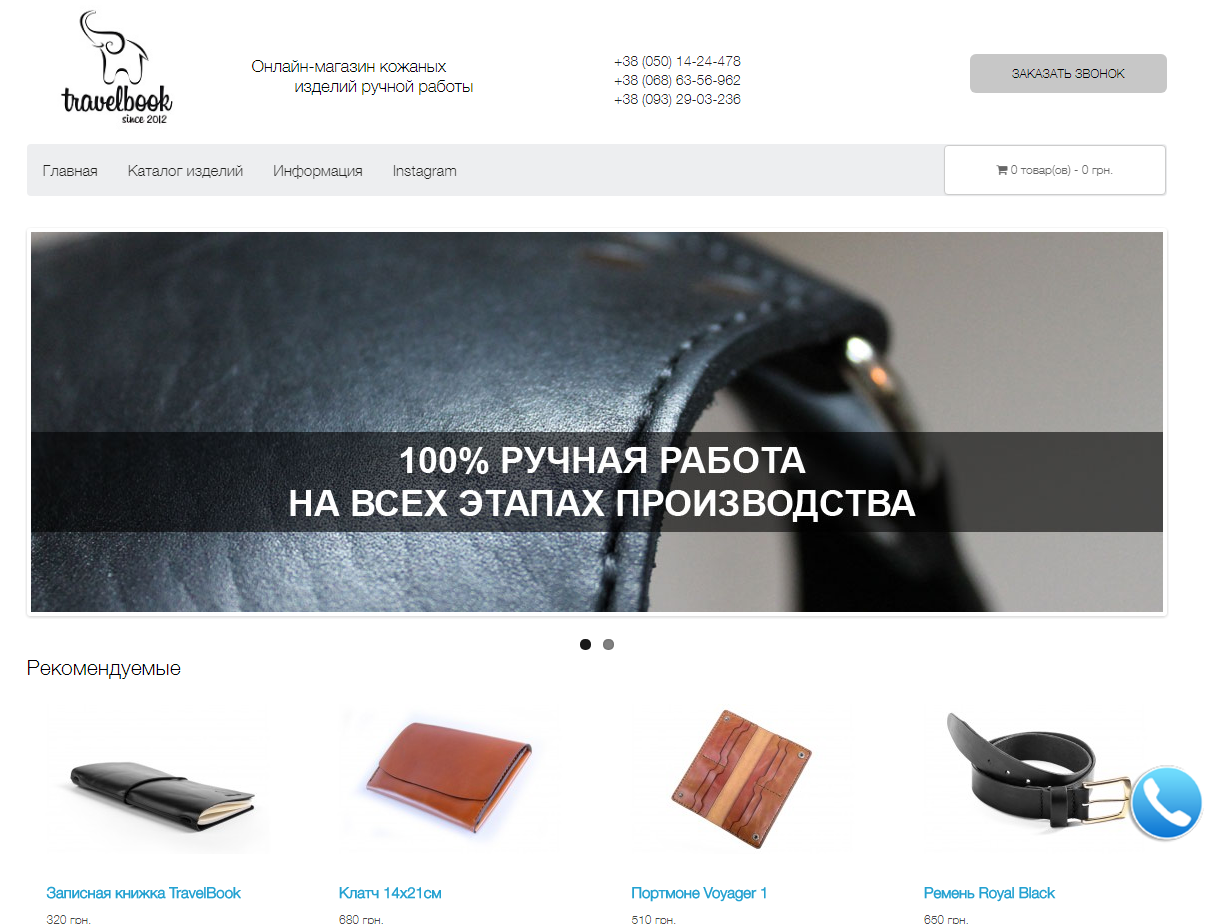 travelbook
since 2012
Онлайн-магазин кожаных
изделий ручной работы
+38 (050) 14-24-478
+38 (068) 63-56-962
+38 (093) 29-03-236
ЗАКАЗАТЬ ЗВОНОК
Главная
Каталог изделий
Информация
Instagram
0 товар(ов) - 0 грн.
100% РУЧНАЯ РАБОТА
НА ВСЕХ ЭТАПАХ ПРОИЗВОДСТВА
Рекомендуемые
Записная книжка TravelBook
Клатч 14x21см
Портмоне Voyager 1
Ремень Royal Black
320 грн.
680 грн.
510 грн.
650 грн.